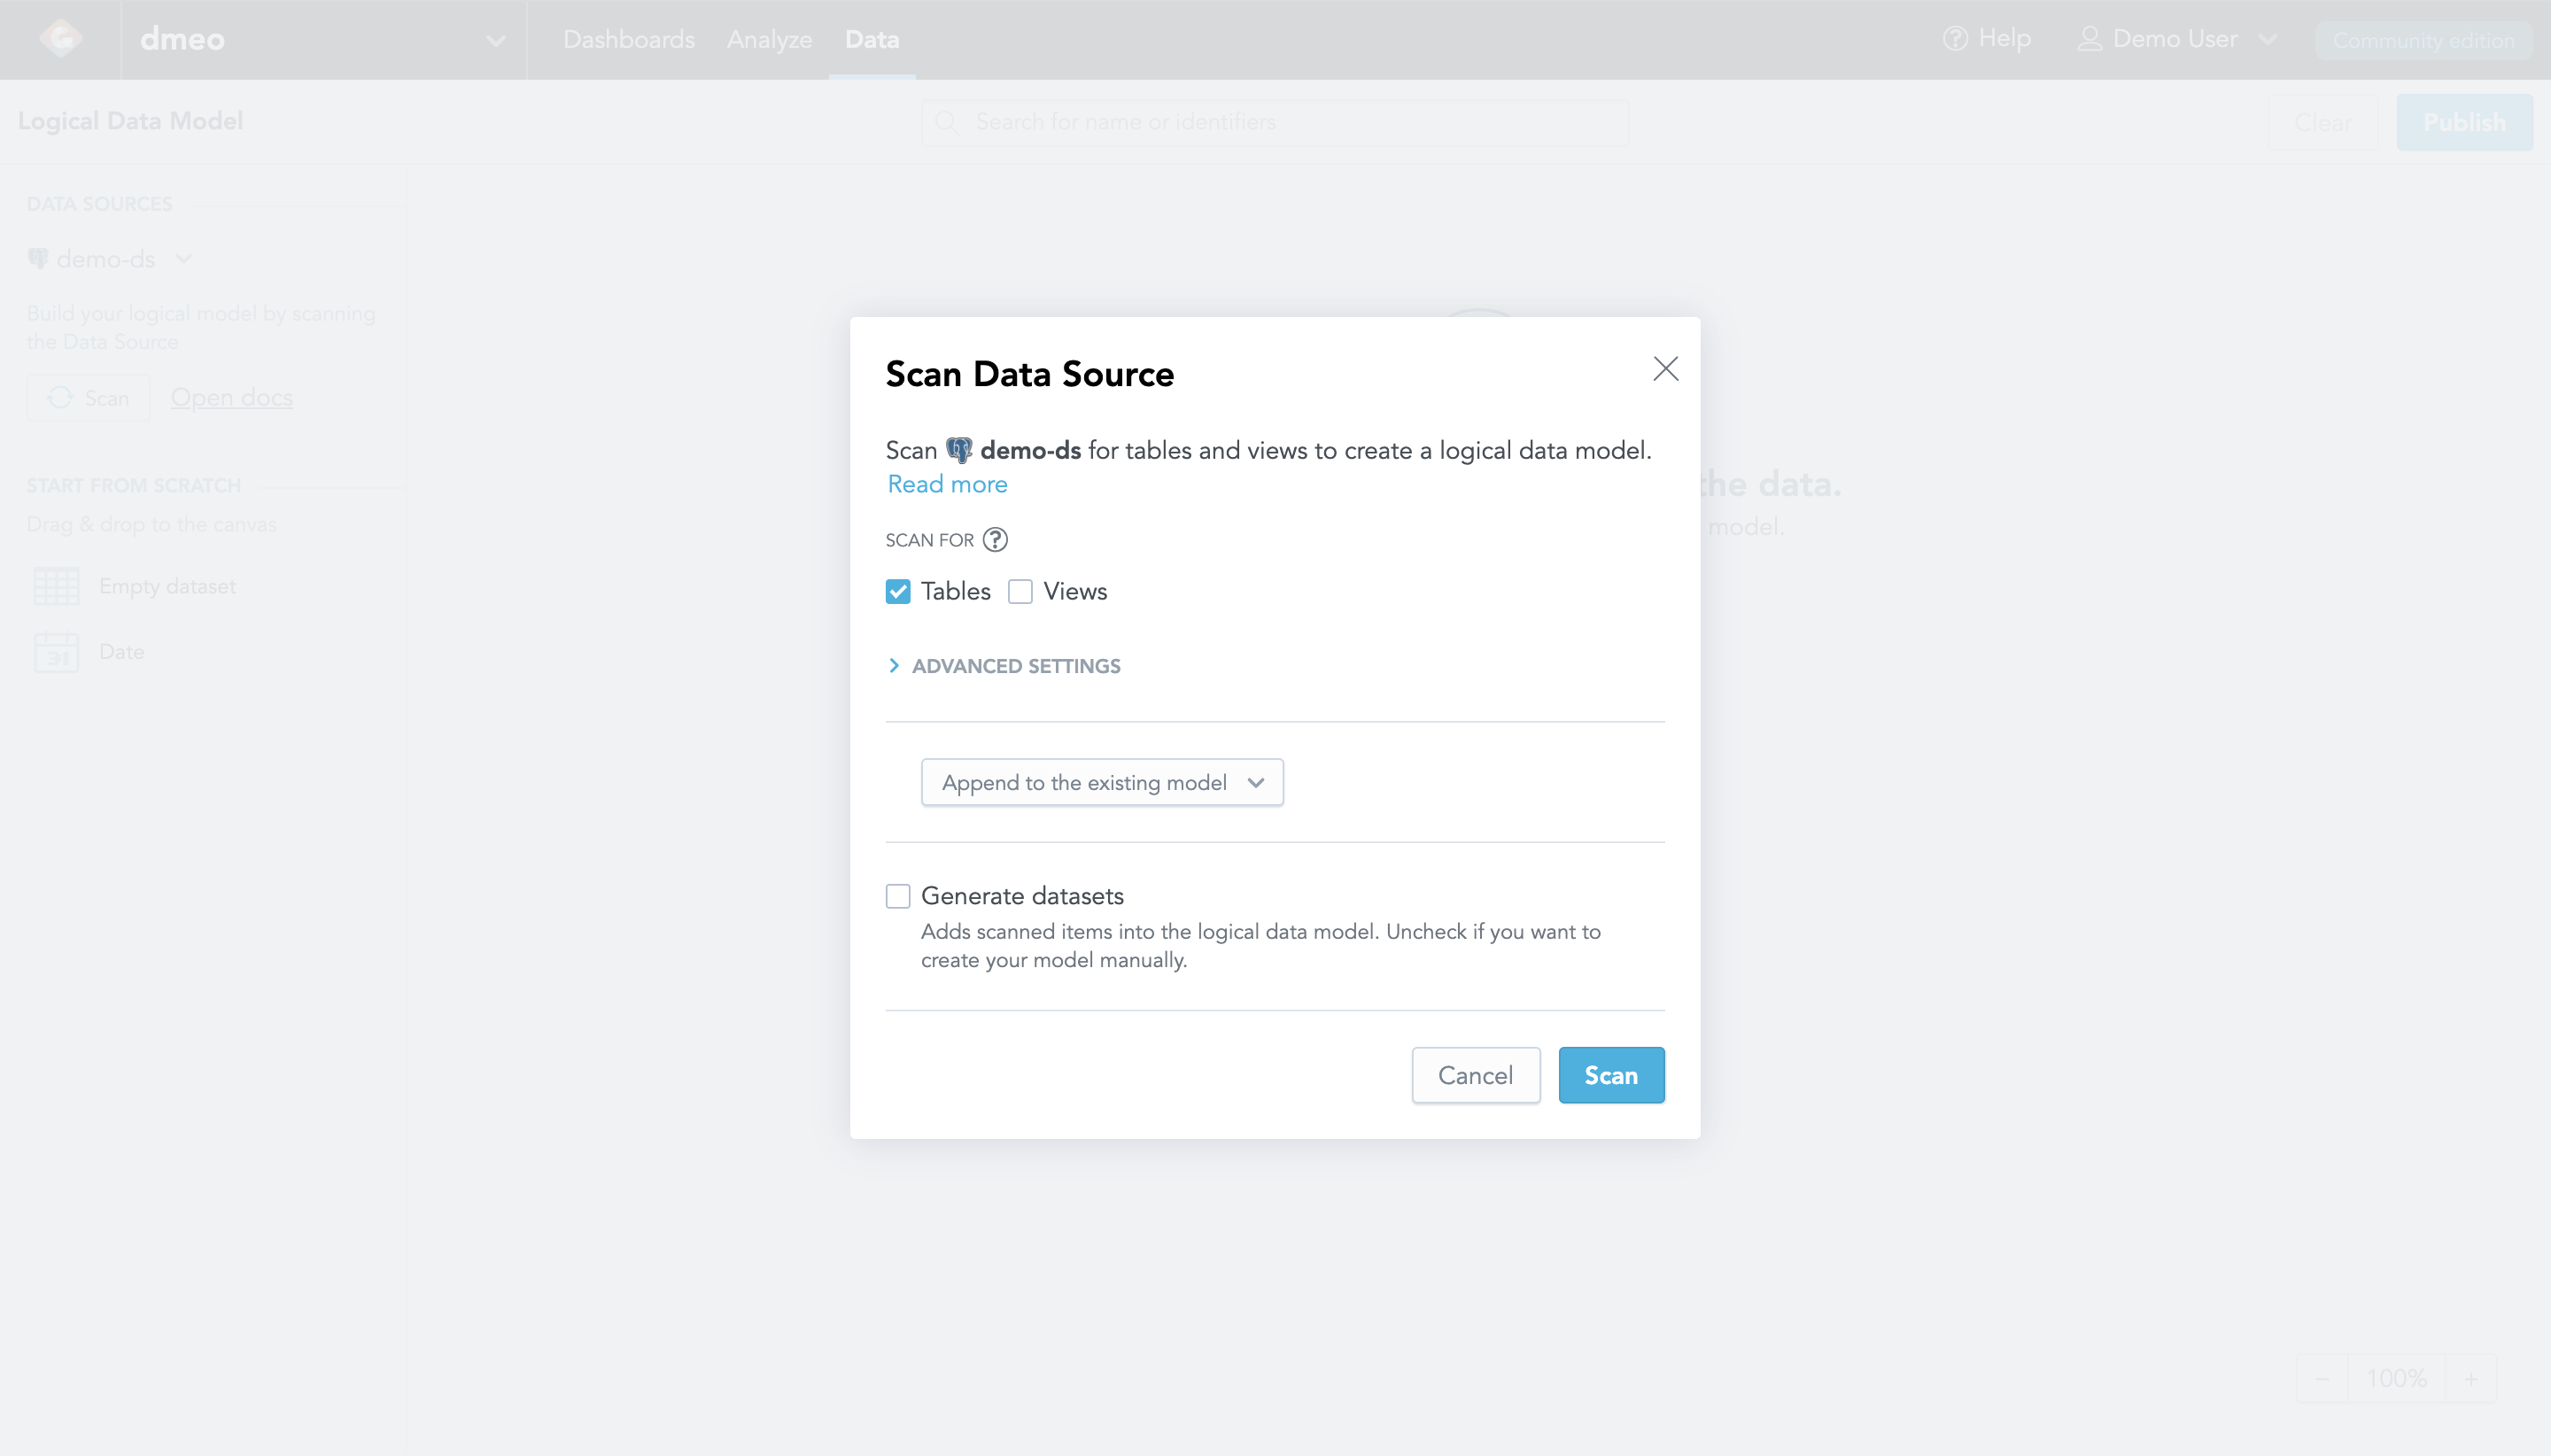 dmeo
Dashboards
Analyze
Data
Help
Demo User
Community edition
Logical Data Model
Search for name or identifiers
Clear
Publish
DATA SOURCES
demo-ds
Build your logical model by scanning
the Data Source
Scan
Open docs
START FROM SCRATCH
Drag & drop to the canvas
Empty dataset
31
Date
the data.
model.
Scan Data Source
Scan demo-ds for tables and views to create a logical data model.
Read more
SCAN FOR ?
Tables
Views
ADVANCED SETTINGS
Append to the existing model
Generate datasets
Adds scanned items into the logical data model. Uncheck if you want to
create your model manually.
Cancel
Scan
− 100% +